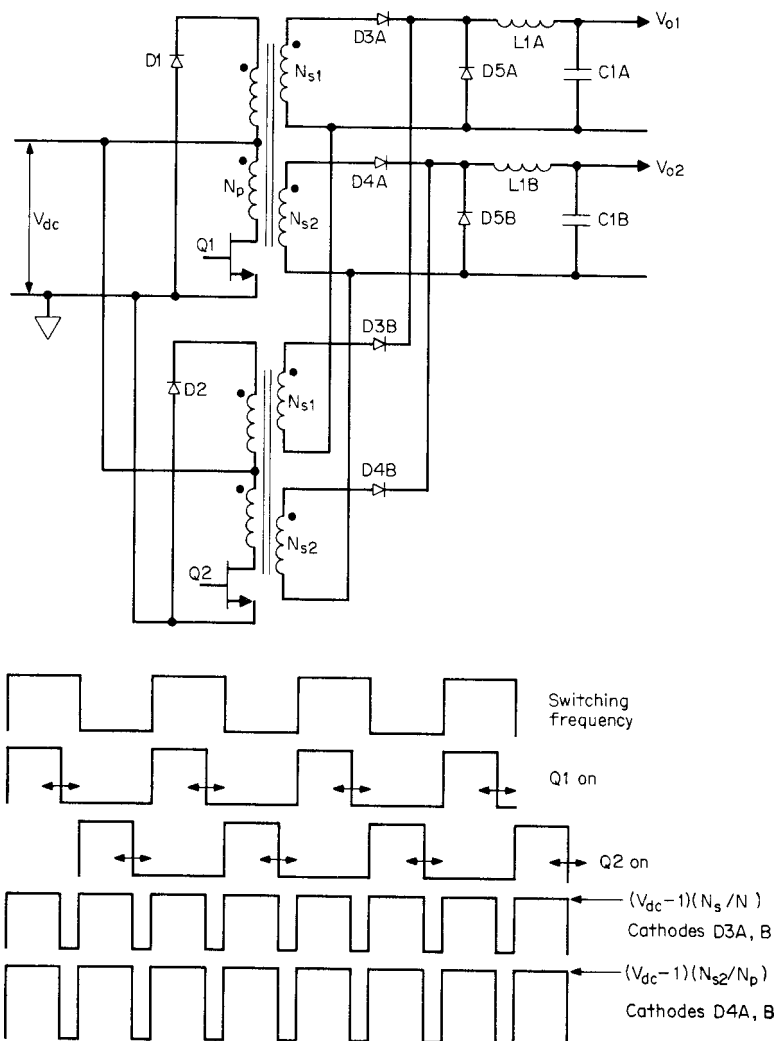 D3A
Vo1
D1
L1A
Ns1
D5A
C1A
D4A
Vo2
Np
L1B
Vdc
Ns2
D5B
C1B
Q1
D3B
D2
Ns1
D4B
Ns2
Q2
Switching
frequency
Q1 on
Q2 on
(Vdc–1)(Ns/N )
Cathodes D3A, B
(Vdc–1)(Ns2/Np)
Cathodes D4A, B